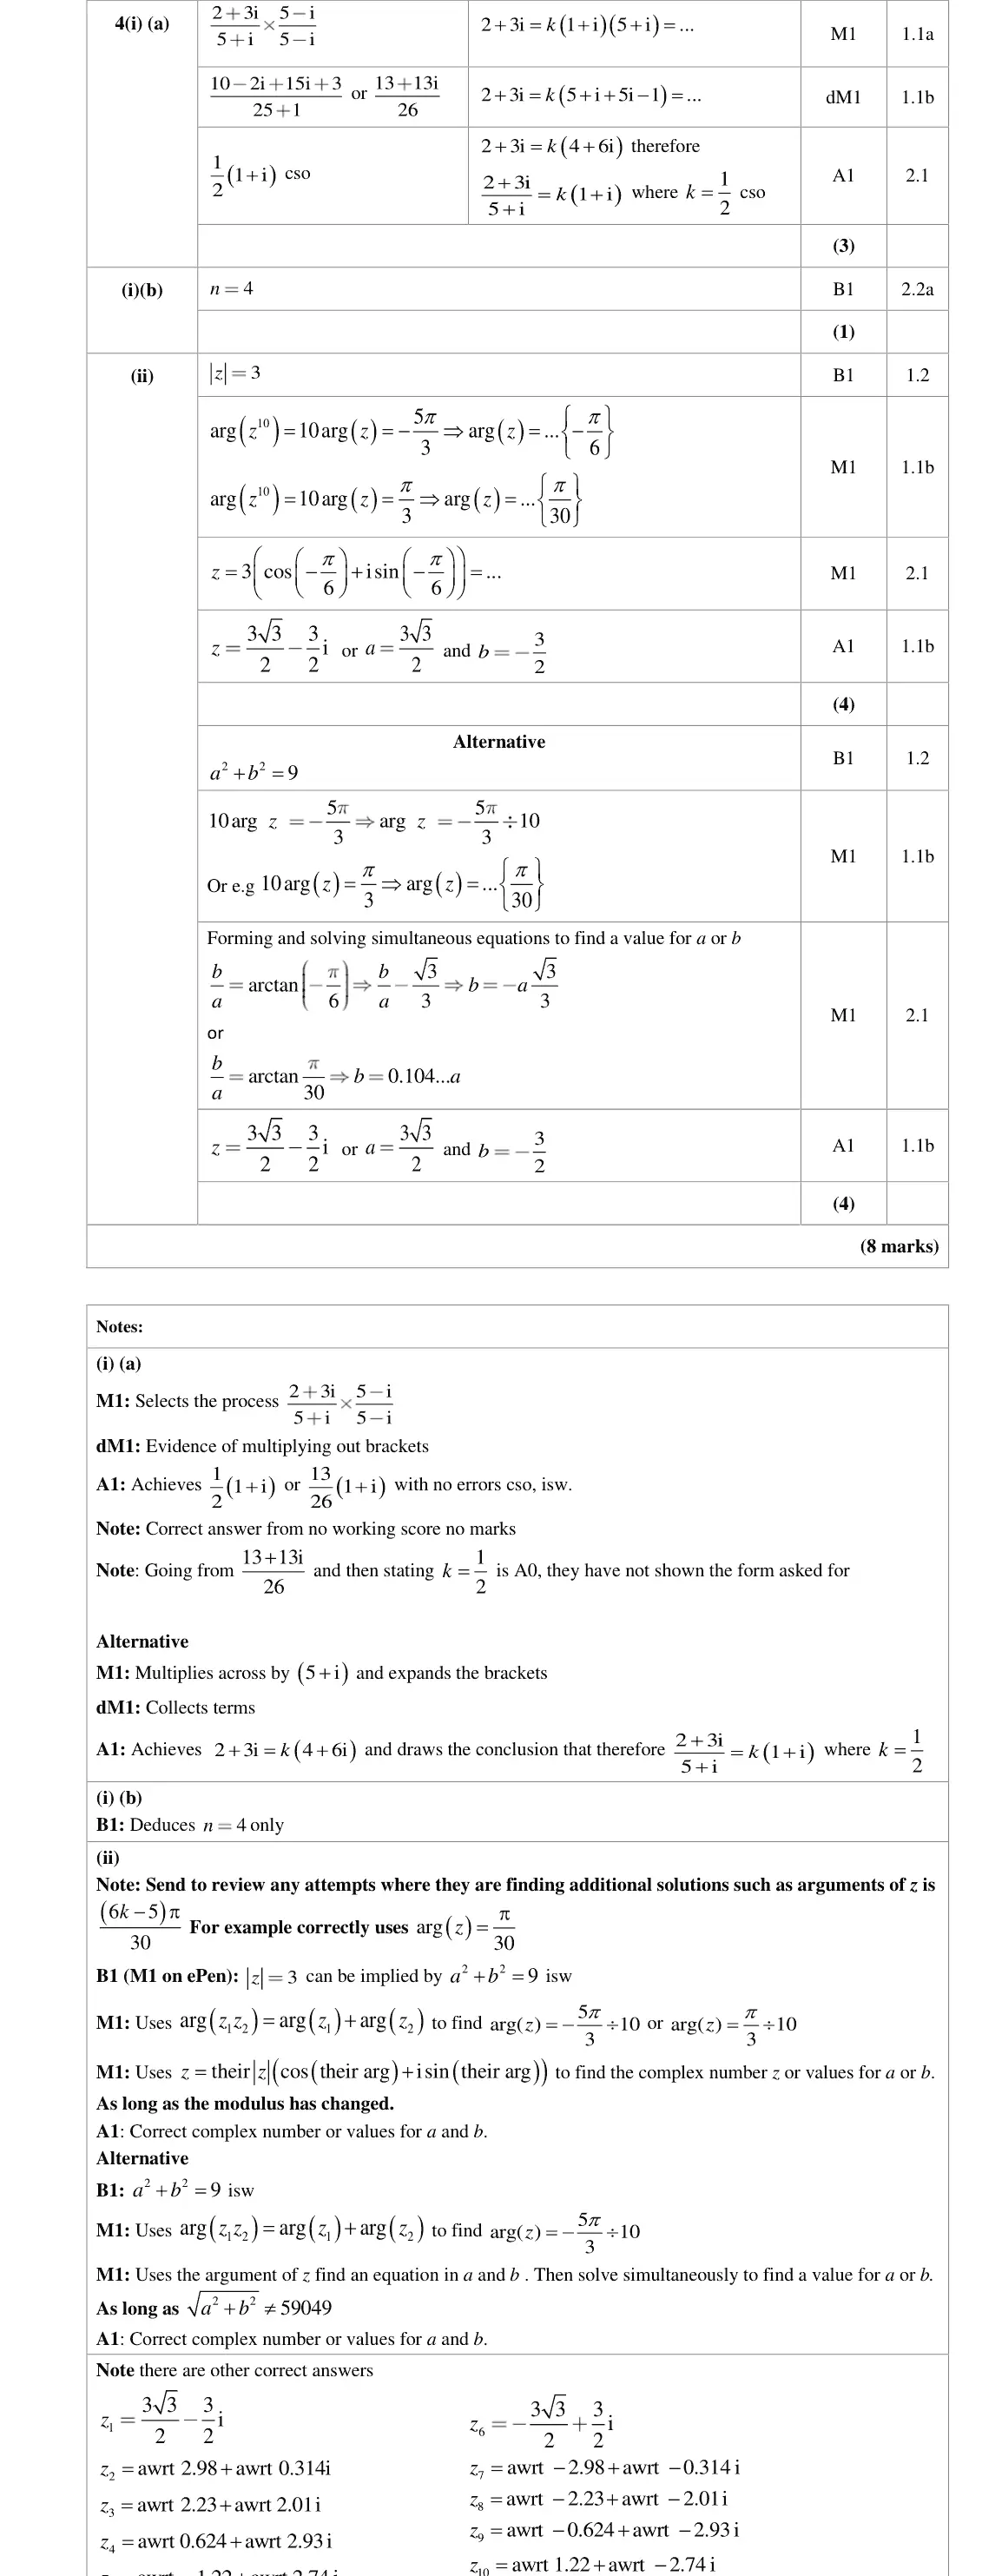 4(i) (a) | (2+3i)/(5+i) × (5−i)/(5−i) | 2+3i = k(1+i)(5+i) = ... | M1 | 1.1a
(10−2i+15i+3)/(25+1) or (13+13i)/26 | 2+3i = k(5+i+5i−1) = ... | dM1 | 1.1b
1/2(1+i) cso | 2+3i = k(4+6i) therefore
(2+3i)/(5+i) = k(1+i) where k = 1/2 cso | A1 | 2.1
(3)
(i)(b) | n = 4 | B1 | 2.2a
(1)
(ii) | |z| = 3 | B1 | 1.2
arg(z¹⁰) = 10arg(z) = −5π/3 ⇒ arg(z) = ...{−π/6}
arg(z¹⁰) = 10arg(z) = π/3 ⇒ arg(z) = ...{π/30} | M1 | 1.1b
z = 3(cos(−π/6) + i sin(−π/6)) = ... | M1 | 2.1
z = 3√3/2 − 3/2 i or a = 3√3/2 and b = −3/2 | A1 | 1.1b
(4)
Alternative
a² + b² = 9 | B1 | 1.2
10arg z = −5π/3 ⇒ arg z = −5π/3 ÷ 10
Or e.g 10arg(z) = π/3 ⇒ arg(z) = ...{π/30} | M1 | 1.1b
Forming and solving simultaneous equations to find a value for a or b
b/a = arctan(−π/6) ⇒ b/a − √3/3 ⇒ b = −a √3/3
or
b/a = arctan π/30 ⇒ b = 0.104...a | M1 | 2.1
z = 3√3/2 − 3/2 i or a = 3√3/2 and b = −3/2 | A1 | 1.1b
(4)
(8 marks)
Notes:
(i) (a)
M1: Selects the process (2+3i)/(5+i) × (5−i)/(5−i)
dM1: Evidence of multiplying out brackets
A1: Achieves 1/2(1+i) or 13/26(1+i) with no errors cso, isw.
Note: Correct answer from no working score no marks
Note: Going from (13+13i)/26 and then stating k = 1/2 is A0, they have not shown the form asked for
Alternative
M1: Multiplies across by (5+i) and expands the brackets
dM1: Collects terms
A1: Achieves 2+3i = k(4+6i) and draws the conclusion that therefore (2+3i)/(5+i) = k(1+i) where k = 1/2
(i) (b)
B1: Deduces n = 4 only
(ii)
Note: Send to review any attempts where they are finding additional solutions such as arguments of z is
(6k−5)π/30 For example correctly uses arg(z) = π/30
B1 (M1 on ePen): |z| = 3 can be implied by a² + b² = 9 isw
M1: Uses arg(z₁z₂) = arg(z₁) + arg(z₂) to find arg(z) = −5π/3 ÷ 10 or arg(z) = π/3 ÷ 10
M1: Uses z = their|z|(cos(their arg) + i sin(their arg)) to find the complex number z or values for a or b.
As long as the modulus has changed.
A1: Correct complex number or values for a and b.
Alternative
B1: a² + b² = 9 isw
M1: Uses arg(z₁z₂) = arg(z₁) + arg(z₂) to find arg(z) = −5π/3 ÷ 10
M1: Uses the argument of z find an equation in a and b . Then solve simultaneously to find a value for a or b.
As long as √(a² + b²) ≠ 59049
A1: Correct complex number or values for a and b.
Note there are other correct answers
z₁ = 3√3/2 − 3/2 i | z₆ = −3√3/2 + 3/2 i
z₂ = awrt 2.98 + awrt 0.314i | z₇ = awrt −2.98 + awrt −0.314i
z₃ = awrt 2.23 + awrt 2.01i | z₈ = awrt −2.23 + awrt −2.01i
z₄ = awrt 0.624 + awrt 2.93i | z₉ = awrt −0.624 + awrt −2.93i
z₁₀ = awrt 1.22 + awrt −2.74i